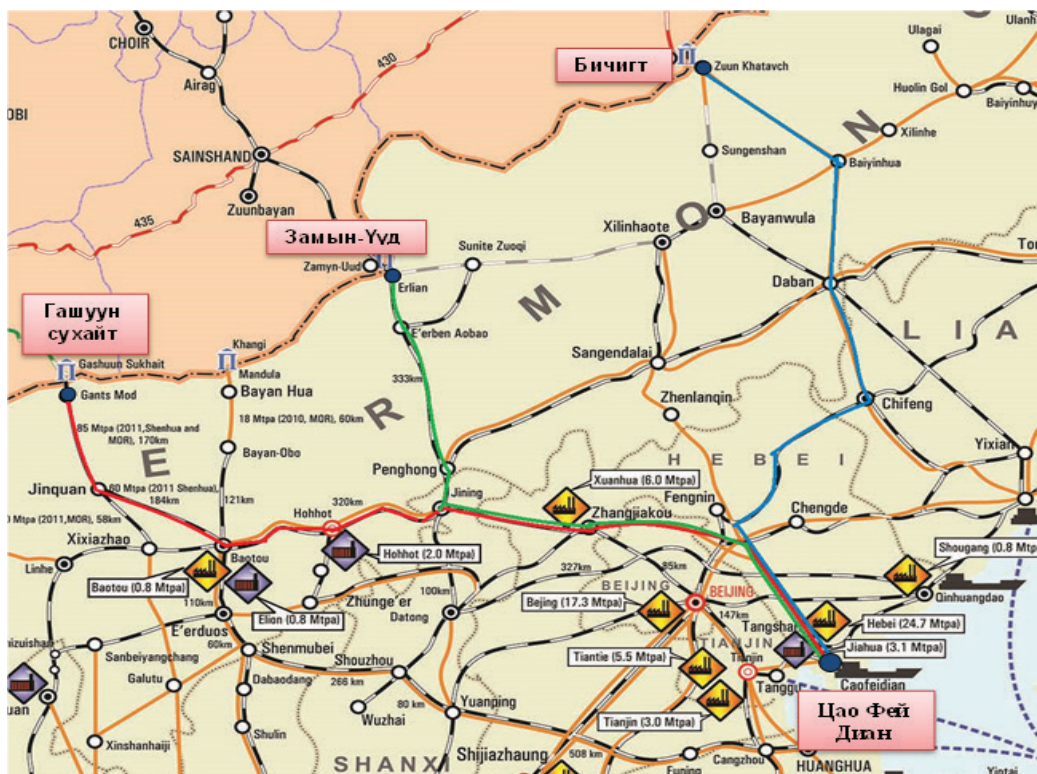 CHOIR
Airag
OBI
430
Ulagai
Ulanh
Бичигт
Zuun Khatavch
Huolin Gol
Baiyinhuy
SAINSHAND
Zuunbayan
435
Sungenshan
N
Xilinhe
Baiyinhua
Замын-Үүд
Zamyn-Uud
Erlian
Sunite Zuoqi
Xilinhaote
O
Bayanwula
Daban
M
LIA
E'erben Aobao
333km
Гашуун
сухайт
Gashuun Sukhait
Gants Mod
Khangi
Mandula
Bayan Hua
18 Mtpa (2010, MOR), 60km
85 Mtpa (2011,Shenhua and
MOR), 170km
R
Sangendalai
Zhenlanqin
Chifeng
Yixian
Bayan-Obo
E
Penghong
HEBEI
Jinquan
60 Mtpa (2011 Shenhua),
184km
121km
320km
Jining
Xuanhua (6.0 Mtpa)
Zhangjiakou
Fengnin
Chengde
0 Mtpa (2011,MOR), 58km
Xixiazhao
Hohhot
Hohhot (2.0 Mtpa)
Linhe
Baotou
Baotou (0.8 Mtpa)
Elion (0.8 Mtpa)
110km
Zhunge'er
100km
Datong
327km
85km
BEIJING
BEIJING
Bejing (17.3 Mtpa)
147km
Shougang (0.8 Mtp
Qinhuangdao
Hebei (24.7 Mtpa)
Jiahua (3.1 Mtpa)
Tangsha
TIANJIN
Tianjin
Tanggu
Caofeidian
E'erduos
60km
Shenmubei
mizuishan
Sanbeiyangchang
Galutu
Dabaodang
Shouzhou
266 km
80 km
Wuzhai
Yuanping
Tiantie (5.5 Mtpa)
Tianjin (3.0 Mtpa)
Цао Фей
Диан
uan
Xinshanhaiji
Shulin
SHANXI
Shijiazhaung
508 km
Funing
Cangzhou
HUANGHUA
Yintai